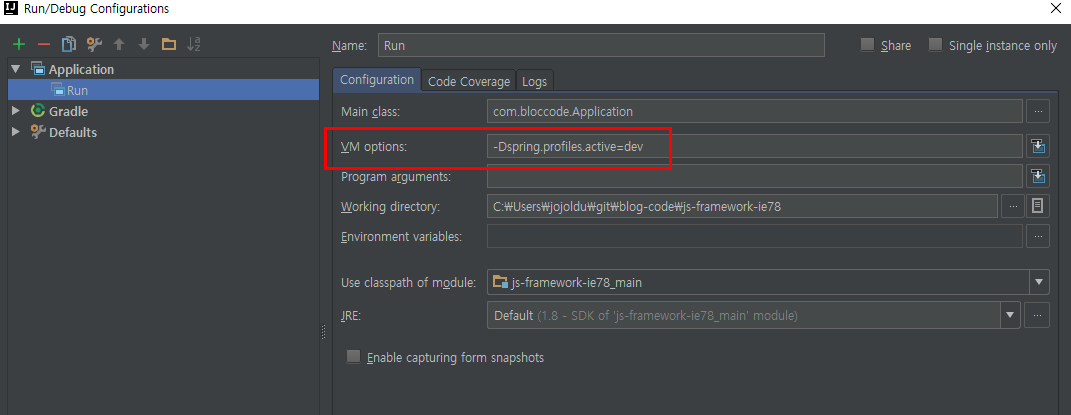 Run/Debug Configurations
Name: Run
Share
Single instance only
Application
Run
Gradle
Defaults
Configuration
Code Coverage
Logs
Main class: com.bloccode.Application
VM options: -Dspring.profiles.active=dev
Program arguments:
Working directory: C:₩Users₩jojoldu₩git₩blog-code₩js-framework-ie78
Environment variables:
Use classpath of module: js-framework-ie78_main
JRE: Default (1.8 - SDK of 'js-framework-ie78_main' module)
Enable capturing form snapshots